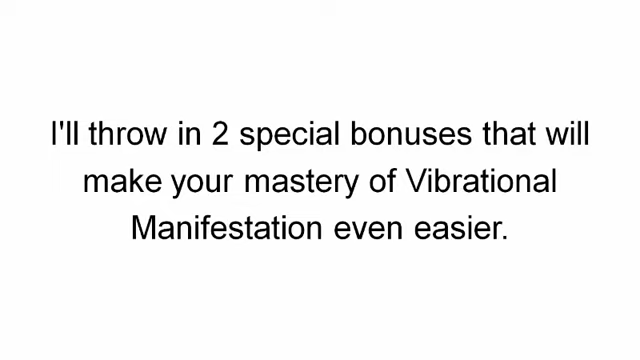 I'll throw in 2 special bonuses that will
make your mastery of Vibrational
Manifestation even easier.